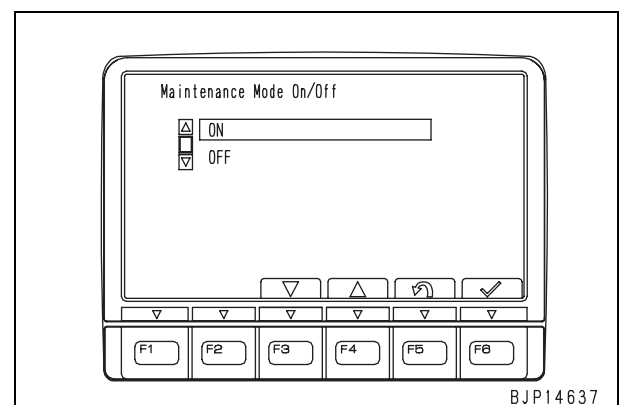 Maintenance Mode On/Off
ON
OFF
F1 F2 F3 F4 F5 F6
BJP14637